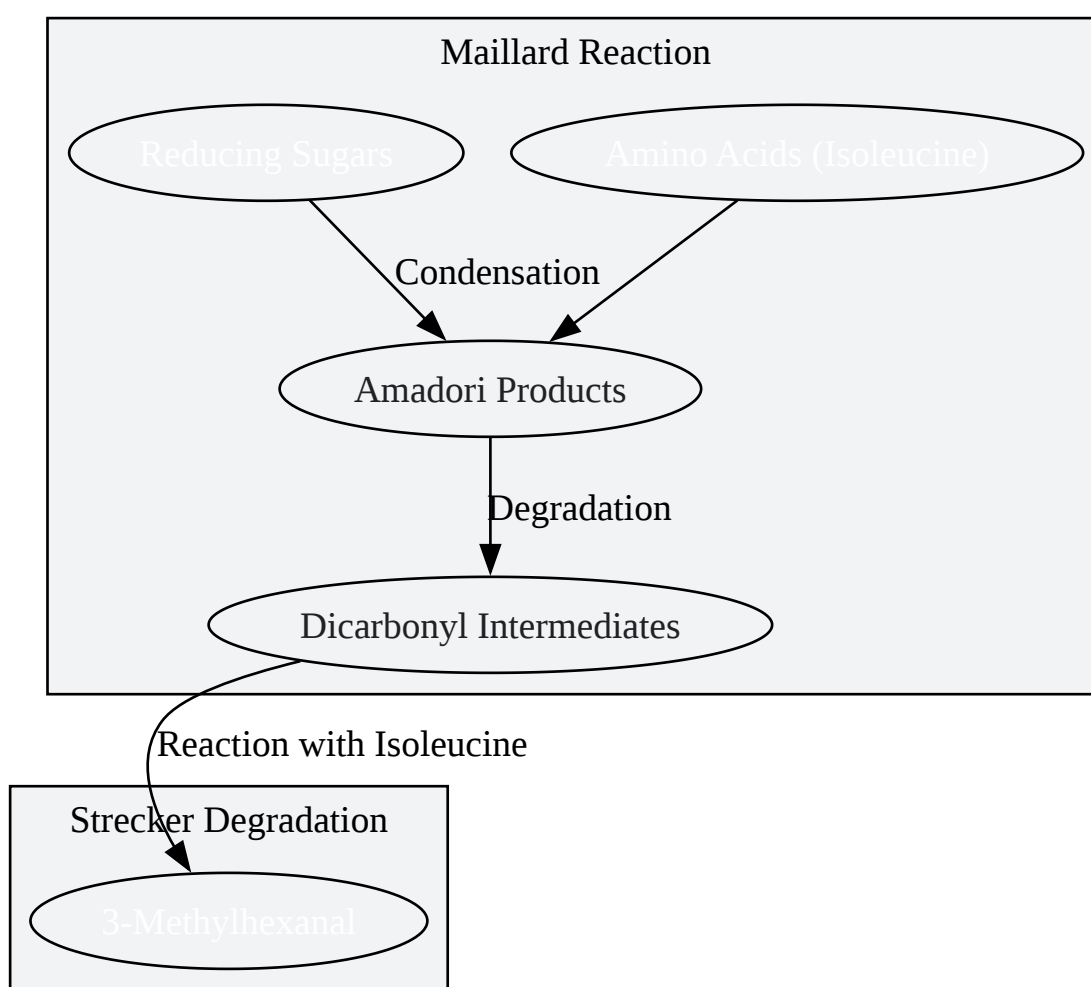 Maillard Reaction
Reducing Sugars
Amino Acids (Isoleucine)
Condensation
Amadori Products
Degradation
Dicarbonyl Intermediates
Reaction with Isoleucine
Strecker Degradation
3-Methylhexanal